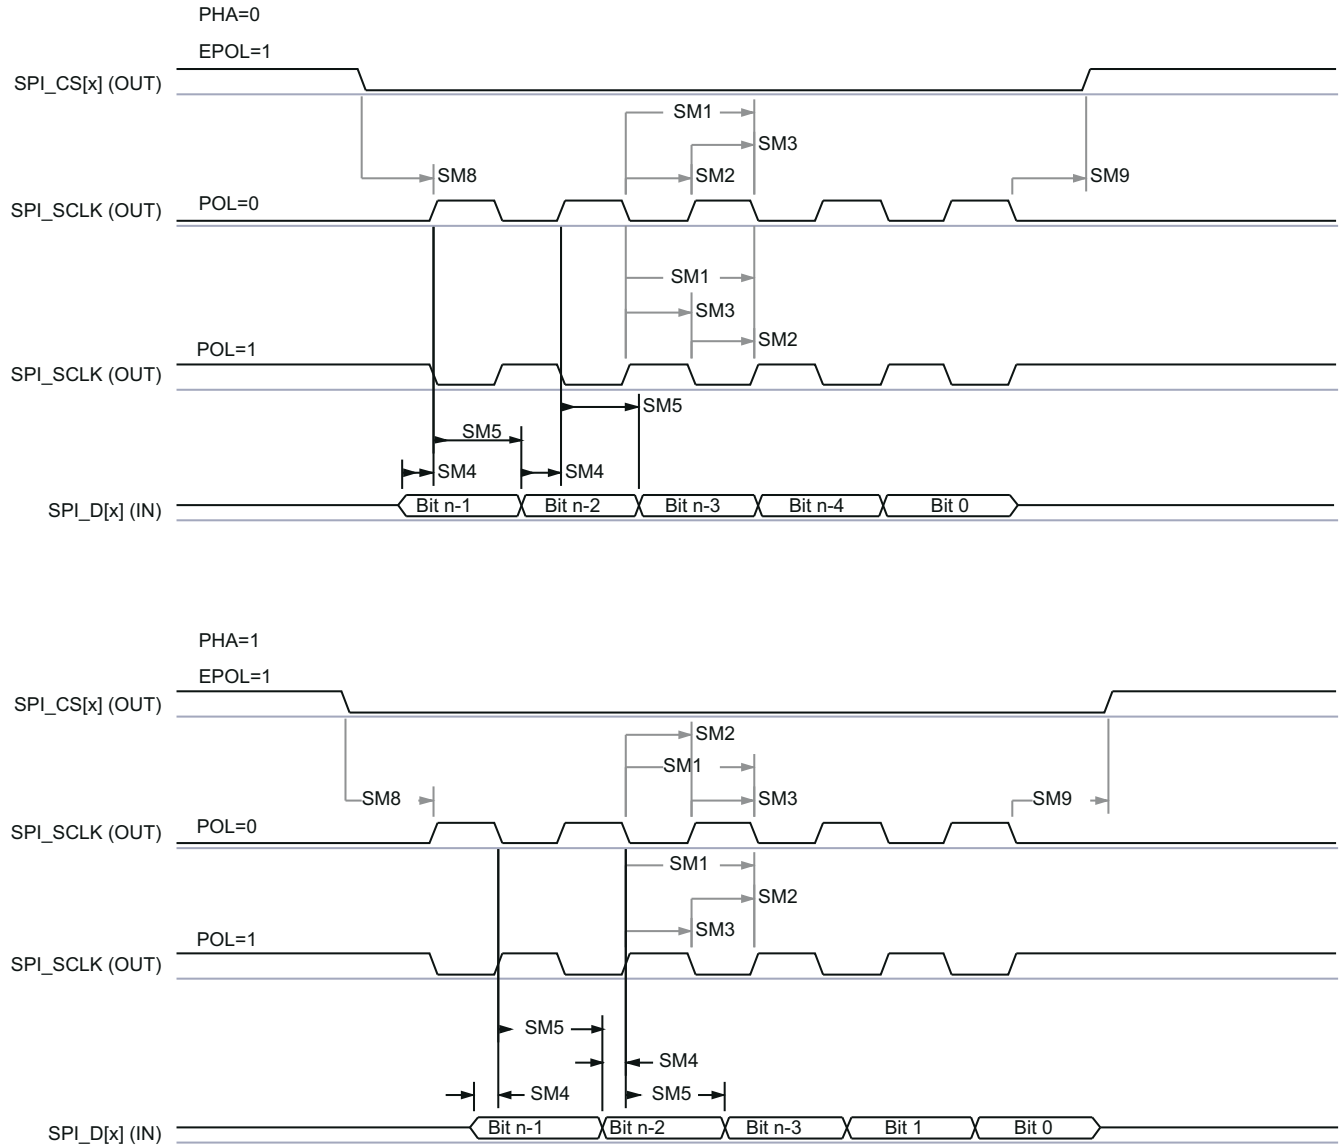 PHA=0
EPOL=1
SPI_CS[x] (OUT)
SM1
SM3
SM8
SM2
SM9
POL=0
SPI_SCLK (OUT)
SM1
SM3
SM2
POL=1
SPI_SCLK (OUT)
SM5
SM5
SM4
SM4
SPI_D[x] (IN)
Bit n-1
Bit n-2
Bit n-3
Bit n-4
Bit 0
PHA=1
EPOL=1
SPI_CS[x] (OUT)
SM2
SM1
SM8
SM3
SM9
POL=0
SPI_SCLK (OUT)
SM1
SM2
SM3
POL=1
SPI_SCLK (OUT)
SM5
SM4
SM4
SM5
SPI_D[x] (IN)
Bit n-1
Bit n-2
Bit n-3
Bit 1
Bit 0